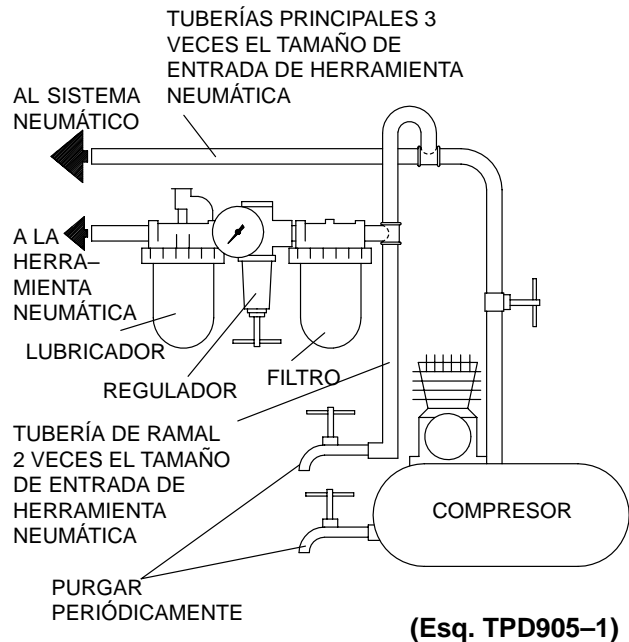 TUBERÍAS PRINCIPALES 3
VECES EL TAMAÑO DE
ENTRADA DE HERRAMIENTA
NEUMÁTICA
AL SISTEMA
NEUMÁTICO
A LA
HERRA–
MIENTA
NEUMÁTICA
LUBRICADOR
REGULADOR
FILTRO
TUBERÍA DE RAMAL
2 VECES EL TAMAÑO
DE ENTRADA DE
HERRAMIENTA
NEUMÁTICA
COMPRESOR
PURGAR
PERIÓDICAMENTE
(Esq. TPD905–1)